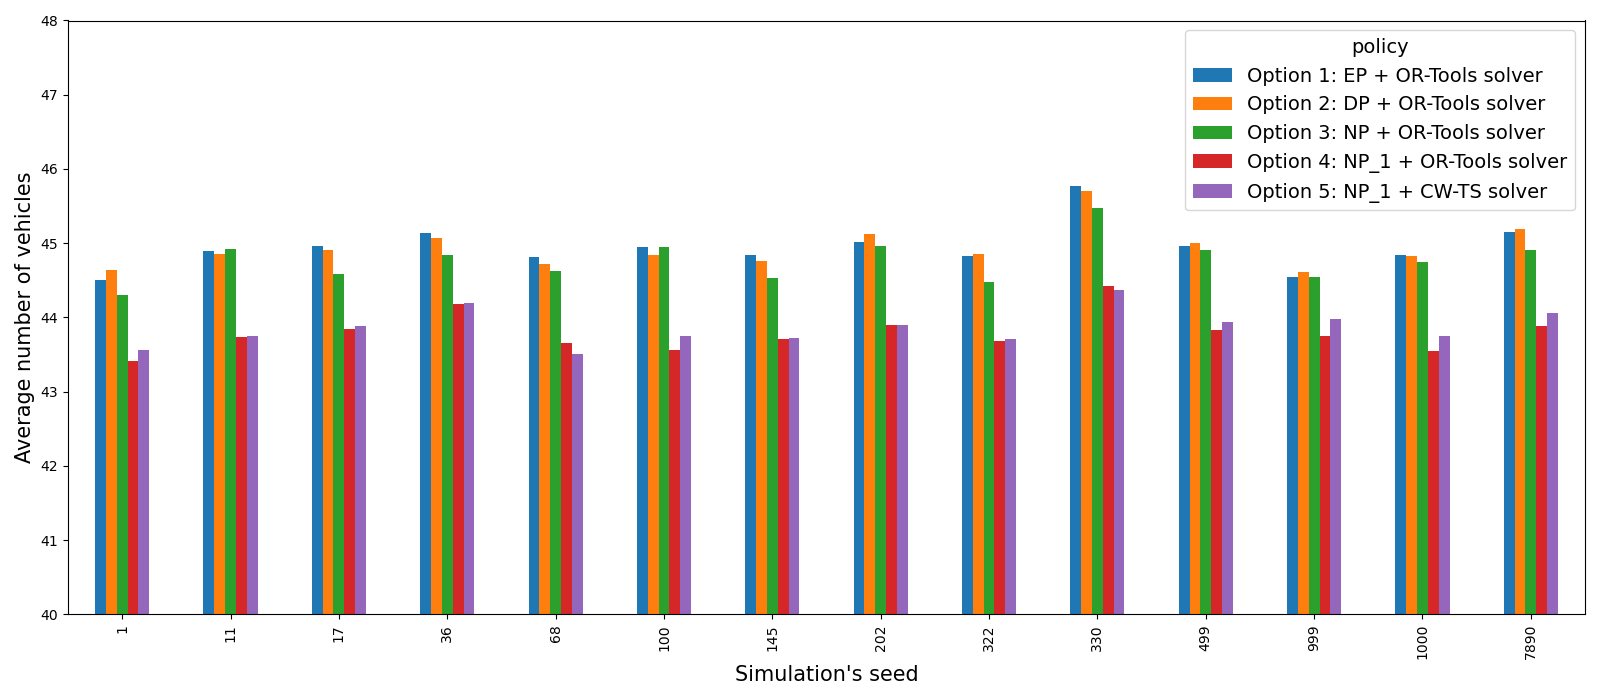 48
47
46
45
44
43
42
41
40
Average number of vehicles
policy
Option 1: EP + OR-Tools solver
Option 2: DP + OR-Tools solver
Option 3: NP + OR-Tools solver
Option 4: NP_1 + OR-Tools solver
Option 5: NP_1 + CW-TS solver
1
11
17
36
68
100
145
202
322
330
499
999
1000
7890
Simulation's seed